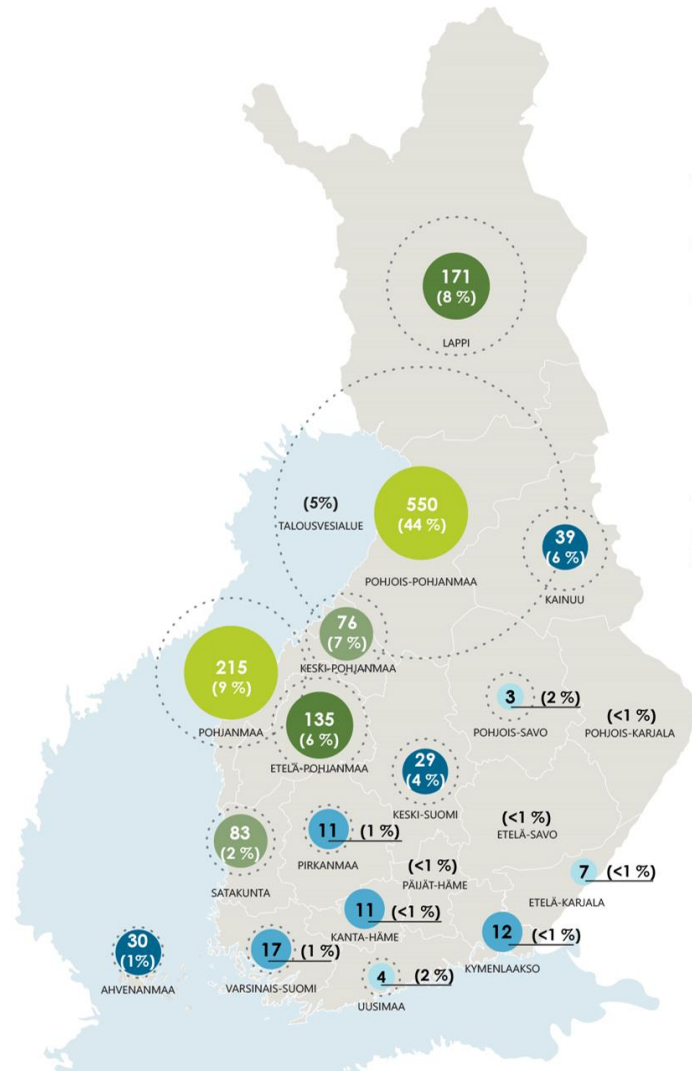 171
(8 %)
LAPPI
550
(44 %)
POHJOIS-POHJANMAA
(5%)
TALOUSVESIALUE
39
(6 %)
KAINUU
76
(7 %)
KESKI-POHJANMAA
215
(9 %)
POHJANMAA
135
(6 %)
ETELÄ-POHJANMAA
3 (2 %)
POHJOIS-SAVO
(<1 %)
POHJOIS-KARJALA
29
(4 %)
KESKI-SUOMI
(<1 %)
ETELÄ-SAVO
83
(2 %)
SATAKUNTA
11 (1 %)
PIRKANMAA
(<1 %)
PÄIJÄT-HÄME
7 (<1 %)
ETELÄ-KARJALA
11 (<1 %)
KANTA-HÄME
12 (<1 %)
KYMENLAAKSO
30
(1%)
AHVENANMAA
17 (1 %)
VARSINAIS-SUOMI
4 (2 %)
UUSIMAA